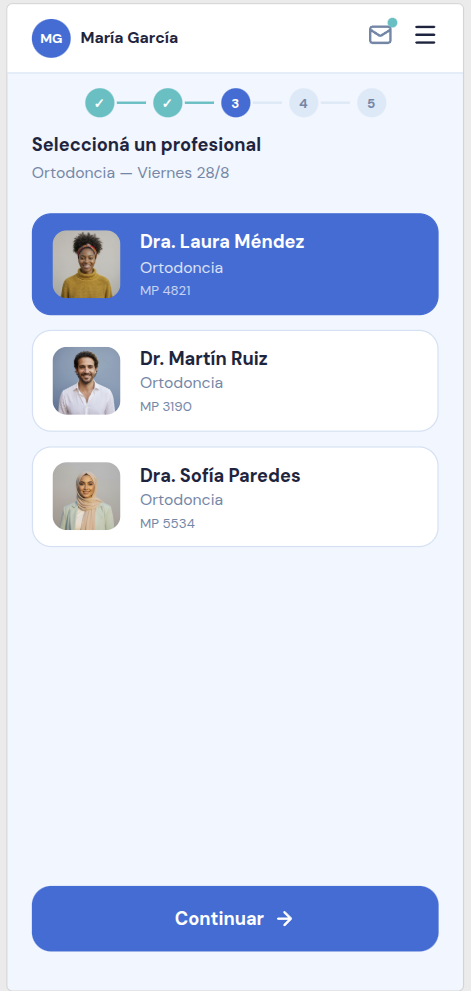 MG María García
✓ ✓ 3 4 5
Seleccioná un profesional
Ortodoncia — Viernes 28/8
Dra. Laura Méndez
Ortodoncia
MP 4821
Dr. Martín Ruiz
Ortodoncia
MP 3190
Dra. Sofía Paredes
Ortodoncia
MP 5534
Continuar →